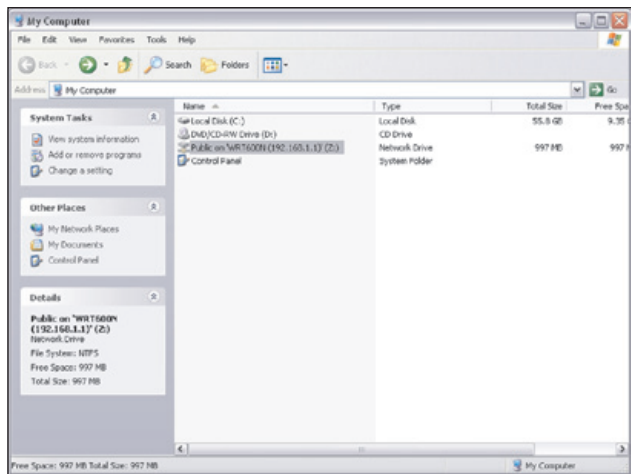 My Computer
File Edit View Favorites Tools Help
Back Search Folders
Address My Computer Go
Name Type Total Size Free Spa
Local Disk (C:) Local Disk 55.8 GB 9.35
DVD/CD-RW Drive (D:) CD Drive
Public on 'WRT600N (192.168.1.1)' (Z:) Network Drive 997 MB 997
Control Panel System Folder
System Tasks
View system information
Add or remove programs
Change a setting
Other Places
My Network Places
My Documents
Control Panel
Details
Public on 'WRT600N
(192.168.1.1)' (Z:)
Network Drive
File System: NTFS
Free Space: 997 MB
Total Size: 997 MB
Free Space: 997 MB Total Size: 997 MB My Computer